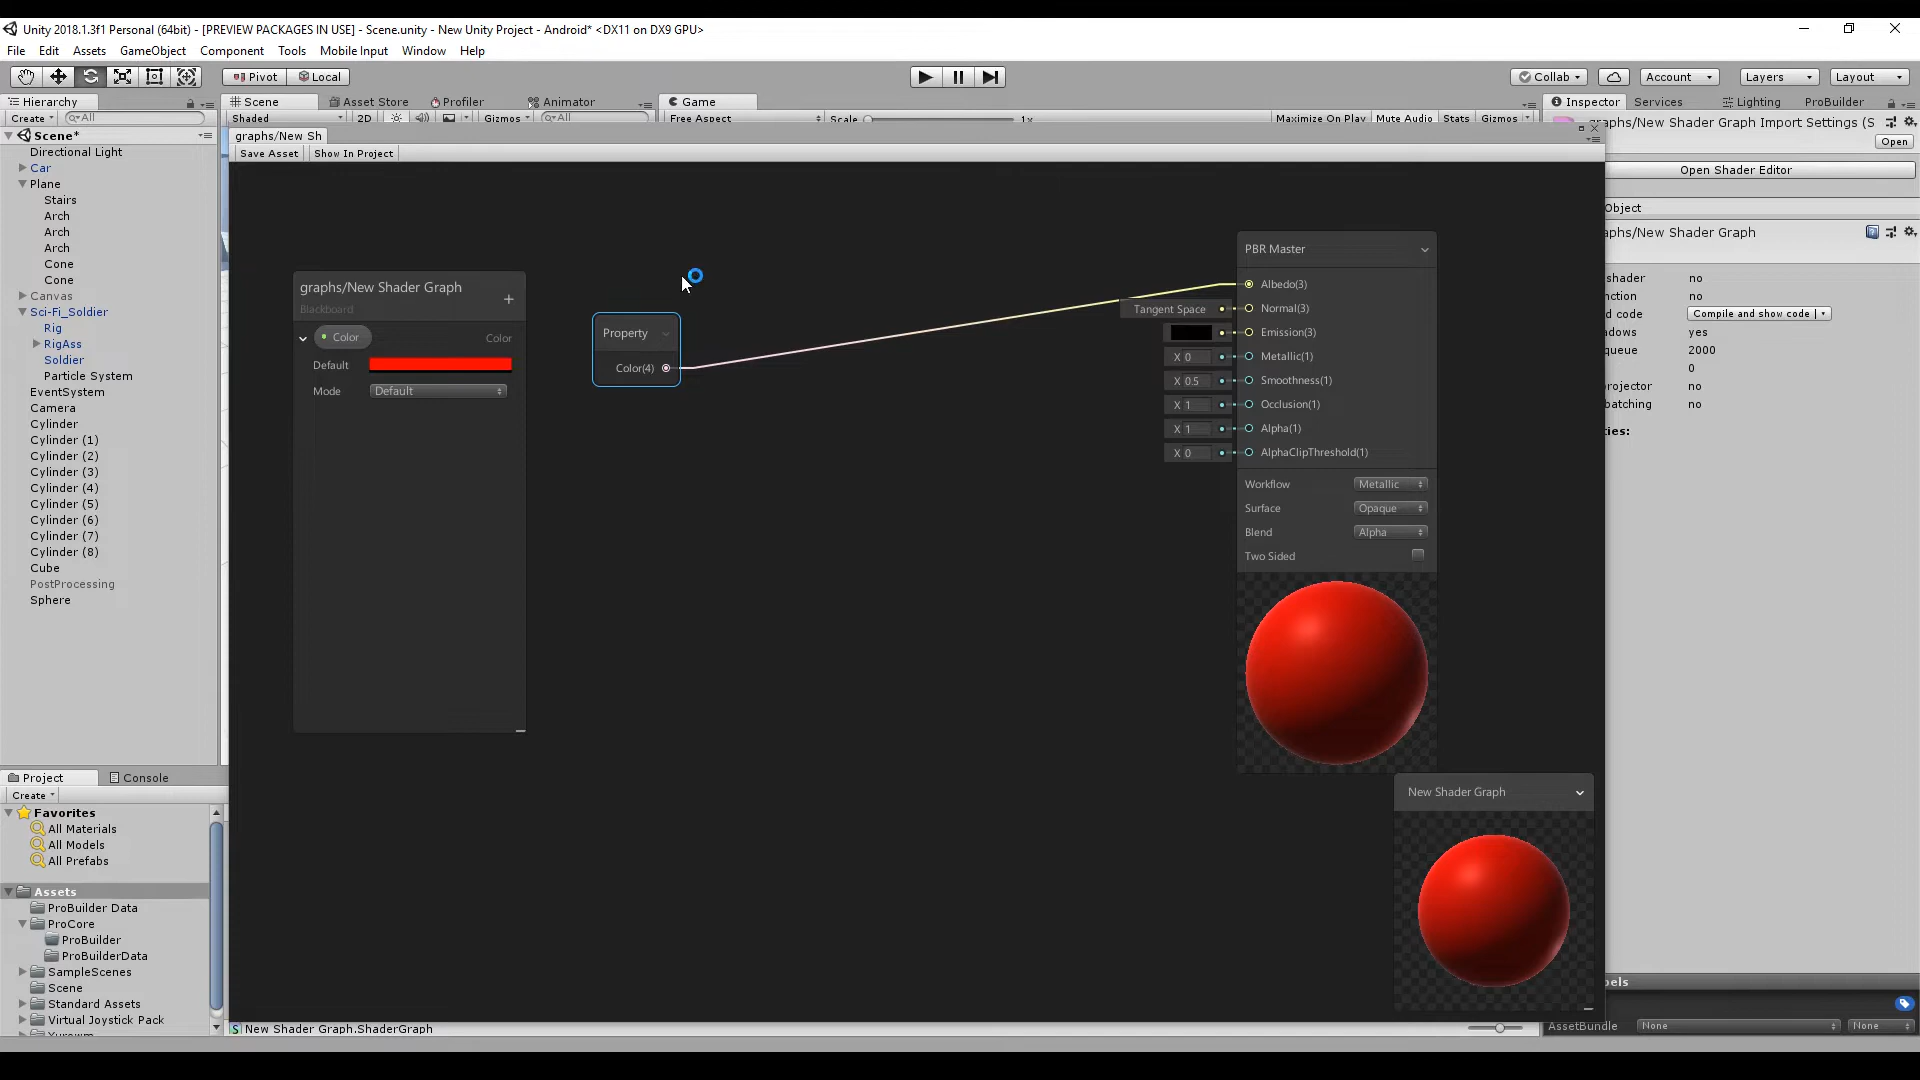 Unity 2018.1.3f1 Personal (64bit) - [PREVIEW PACKAGES IN USE] - Scene.unity - New Unity Project - Android* <DX11 on DX9 GPU>
File Edit Assets GameObject Component Tools Mobile Input Window Help
Pivot Local Collab Account Layers Layout
Hierarchy Scene Asset Store Profiler Animator Game Inspector Services Lighting ProBuilder
Create All Shaded 2D Gizmos All Free Aspect Scale 1x Maximize On Play Mute Audio Stats Gizmos
graphs/New Shader Graph Import Settings (S
Open
Scene*
graphs/New Sh
Save Asset Show In Project
Directional Light
Car
Plane
Stairs
Arch
Arch
Arch
Cone
Cone
Canvas
Sci-Fi_Soldier
Rig
RigAss
Soldier
Particle System
EventSystem
Camera
Cylinder
Cylinder (1)
Cylinder (2)
Cylinder (3)
Cylinder (4)
Cylinder (5)
Cylinder (6)
Cylinder (7)
Cylinder (8)
Cube
PostProcessing
Sphere
graphs/New Shader Graph
Blackboard
Color Color
Default
Mode Default
Property
Color(4)
PBR Master
Albedo(3)
Tangent Space Normal(3)
Emission(3)
X 0 Metallic(1)
X 0.5 Smoothness(1)
X 1 Occlusion(1)
X 1 Alpha(1)
X 0 AlphaClipThreshold(1)
Workflow Metallic
Surface Opaque
Blend Alpha
Two Sided
New Shader Graph
Open Shader Editor
Object
aphs/New Shader Graph
shader no
nction no
d code Compile and show code
adows yes
queue 2000
0
projector no
batching no
ties:
Project Console
Create
Favorites
All Materials
All Models
All Prefabs
Assets
ProBuilder Data
ProCore
ProBuilder
ProBuilderData
SampleScenes
Scene
Standard Assets
Virtual Joystick Pack
New Shader Graph.ShaderGraph
bels
AssetBundle None None